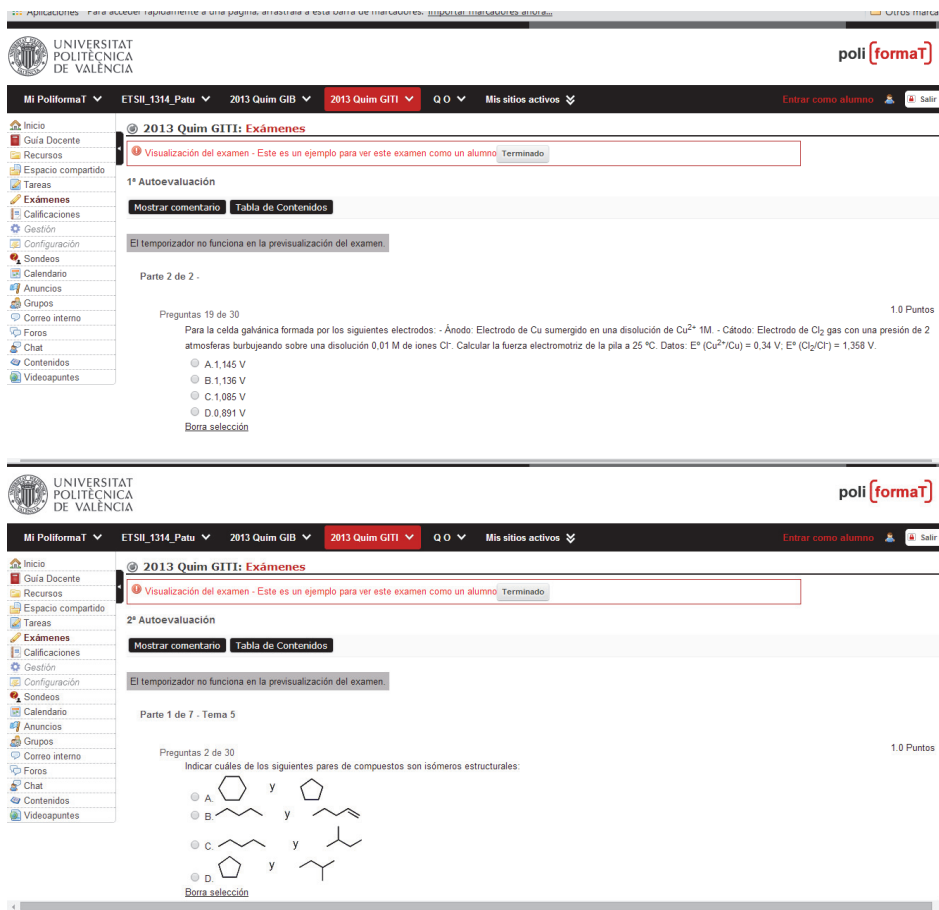 Aplicaciones Para acceder rápidamente a una página, arrástrala a esta barra de marcadores. Importar marcadores ahora... Otros marca
UNIVERSITAT
POLITÈCNICA
DE VALÈNCIA
poli [formaT]
Mi PoliformaT ETSII_1314_Patu 2013 Quim GIB 2013 Quim GITI Q O Mis sitios activos Entrar como alumno Salir
Inicio
Guía Docente
Recursos
Espacio compartido
Tareas
Exámenes
Calificaciones
Gestión
Configuración
Sondeos
Calendario
Anuncios
Grupos
Correo interno
Foros
Chat
Contenidos
Videoapuntes
2013 Quim GITI: Exámenes
Visualización del examen - Este es un ejemplo para ver este examen como un alumno Terminado
1ª Autoevaluación
Mostrar comentario Tabla de Contenidos
El temporizador no funciona en la previsualización del examen.
Parte 2 de 2 -
Preguntas 19 de 30 1.0 Puntos
Para la celda galvánica formada por los siguientes electrodos: - Ánodo: Electrodo de Cu sumergido en una disolución de Cu²⁺ 1M. - Cátodo: Electrodo de Cl₂ gas con una presión de 2
atmosferas burbujeando sobre una disolución 0,01 M de iones Cl⁻. Calcular la fuerza electromotriz de la pila a 25 ºC. Datos: Eº (Cu²⁺/Cu) = 0,34 V; Eº (Cl₂/Cl⁻) = 1,358 V.
A. 1,145 V
B. 1,136 V
C. 1,085 V
D. 0,891 V
Borra selección
UNIVERSITAT
POLITÈCNICA
DE VALÈNCIA
poli [formaT]
Mi PoliformaT ETSII_1314_Patu 2013 Quim GIB 2013 Quim GITI Q O Mis sitios activos Entrar como alumno Salir
Inicio
Guía Docente
Recursos
Espacio compartido
Tareas
Exámenes
Calificaciones
Gestión
Configuración
Sondeos
Calendario
Anuncios
Grupos
Correo interno
Foros
Chat
Contenidos
Videoapuntes
2013 Quim GITI: Exámenes
Visualización del examen - Este es un ejemplo para ver este examen como un alumno Terminado
2ª Autoevaluación
Mostrar comentario Tabla de Contenidos
El temporizador no funciona en la previsualización del examen.
Parte 1 de 7 - Tema 5
Preguntas 2 de 30 1.0 Puntos
Indicar cuáles de los siguientes pares de compuestos son isómeros estructurales:
A. y
B. y
C. y
D. y
Borra selección